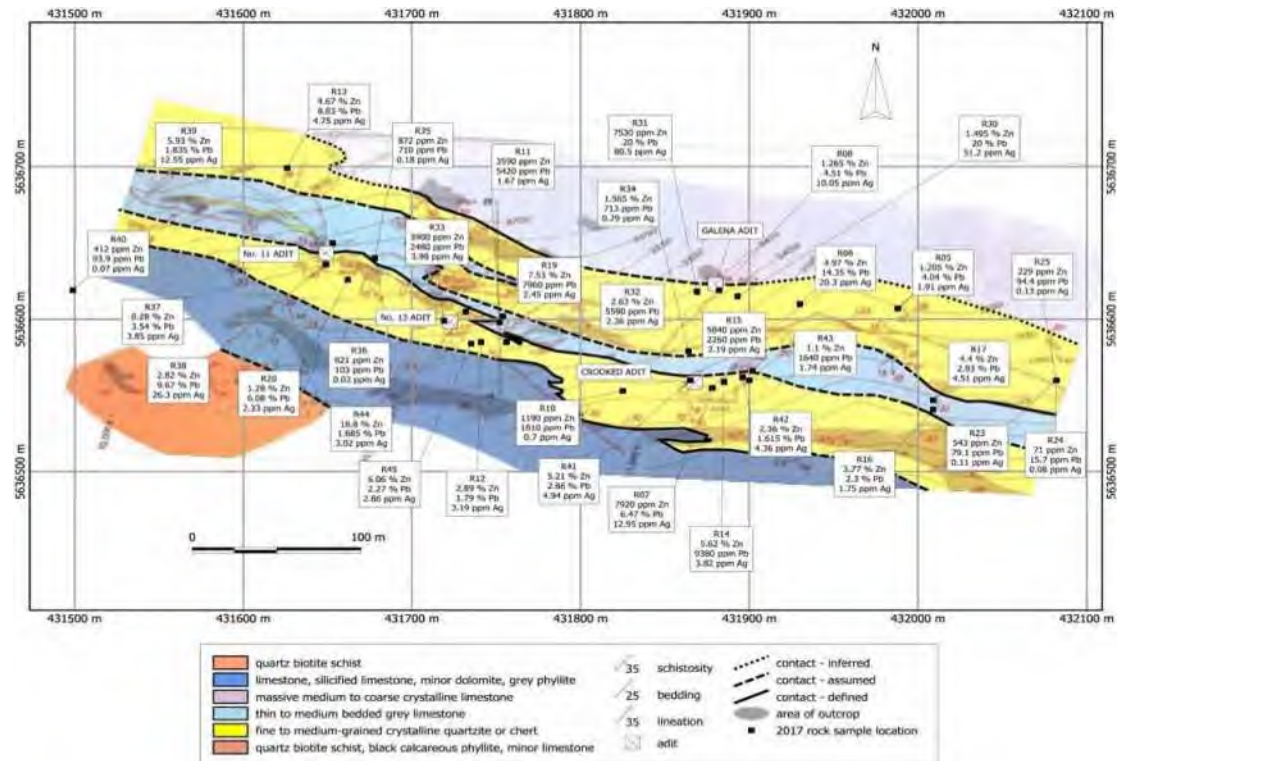 431500 m
431600 m
431700 m
431800 m
431900 m
432000 m
432100 m
N
R13
4.67 % Zn
8.83 % Pb
4.75 ppm Ag
R39
5.93 % Zn
1.835 % Pb
12.55 ppm Ag
R35
872 ppm Zn
710 ppm Pb
0.18 ppm Ag
R11
3590 ppm Zn
5420 ppm Pb
1.67 ppm Ag
R31
7530 ppm Zn
20 % Pb
80.5 ppm Ag
R30
1.495 % Zn
20 % Pb
51.2 ppm Ag
R08
1.265 % Zn
4.51 % Pb
10.05 ppm Ag
5636700 m
5636700 m
R34
1.565 % Zn
713 ppm Pb
0.79 ppm Ag
GALENA ADIT
R40
412 ppm Zn
93.9 ppm Pb
0.07 ppm Ag
No. 11 ADIT
R33
3900 ppm Zn
2480 ppm Pb
3.98 ppm Ag
R19
7.51 % Zn
7960 ppm Pb
2.45 ppm Ag
R32
2.63 % Zn
5590 ppm Pb
2.36 ppm Ag
R06
4.97 % Zn
14.35 % Pb
20.3 ppm Ag
R05
1.205 % Zn
4.04 % Pb
1.91 ppm Ag
R25
229 ppm Zn
94.4 ppm Pb
0.13 ppm Ag
5636600 m
5636600 m
R37
8.28 % Zn
3.54 % Pb
3.85 ppm Ag
No. 13 ADIT
R15
5840 ppm Zn
2260 ppm Pb
3.19 ppm Ag
R43
1.1 % Zn
1640 ppm Pb
1.74 ppm Ag
R17
4.4 % Zn
2.93 % Pb
4.51 ppm Ag
R38
2.82 % Zn
9.67 % Pb
26.3 ppm Ag
R20
1.28 % Zn
6.08 % Pb
2.33 ppm Ag
R36
821 ppm Zn
103 ppm Pb
0.03 ppm Ag
CROOKED ADIT
R44
16.8 % Zn
1.685 % Pb
3.02 ppm Ag
R18
1190 ppm Zn
1810 ppm Pb
0.7 ppm Ag
R42
2.36 % Zn
1.615 % Pb
4.36 ppm Ag
R23
543 ppm Zn
79.1 ppm Pb
0.11 ppm Ag
R24
71 ppm Zn
15.7 ppm Pb
0.08 ppm Ag
5636500 m
5636500 m
R45
6.06 % Zn
2.27 % Pb
2.86 ppm Ag
R12
2.89 % Zn
1.79 % Pb
3.19 ppm Ag
R41
5.21 % Zn
2.86 % Pb
4.94 ppm Ag
R07
7920 ppm Zn
6.47 % Pb
12.95 ppm Ag
R16
3.77 % Zn
2.3 % Pb
1.75 ppm Ag
R14
5.62 % Zn
9380 ppm Pb
3.82 ppm Ag
0 100 m
431500 m
431600 m
431700 m
431800 m
431900 m
432000 m
432100 m
quartz biotite schist
limestone, silicified limestone, minor dolomite, grey phyllite
massive medium to coarse crystalline limestone
thin to medium bedded grey limestone
fine to medium-grained crystalline quartzite or chert
quartz biotite schist, black calcareous phyllite, minor limestone
35 schistosity
25 bedding
35 lineation
adit
contact - inferred
contact - assumed
contact - defined
area of outcrop
2017 rock sample location